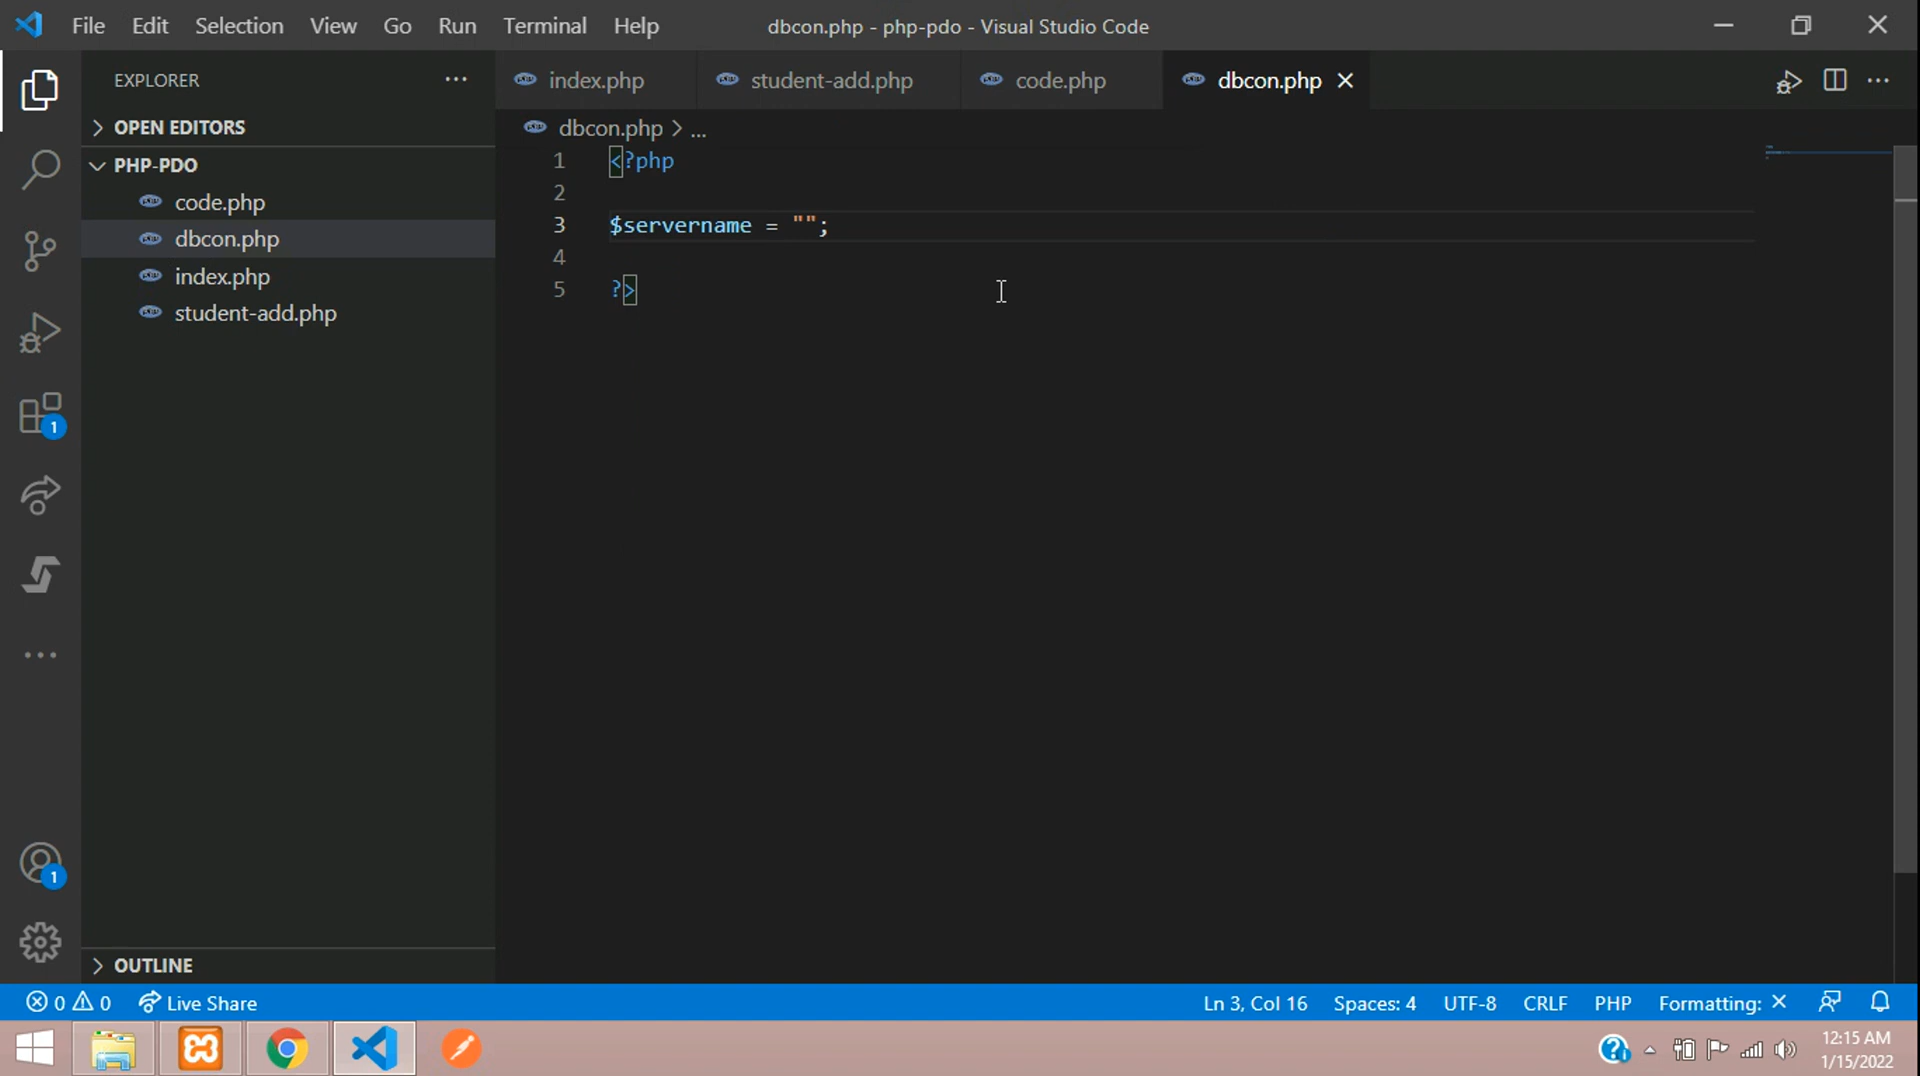 File Edit Selection View Go Run Terminal Help
dbcon.php - php-pdo - Visual Studio Code
EXPLORER
index.php
student-add.php
code.php
dbcon.php
OPEN EDITORS
PHP-PDO
code.php
dbcon.php
index.php
student-add.php
dbcon.php > ...
1 <?php
2
3 $servername = "";
4
5 ?>
1
1
OUTLINE
0 0 Live Share
Ln 3, Col 16 Spaces: 4 UTF-8 CRLF PHP Formatting: ×
12:15 AM
1/15/2022